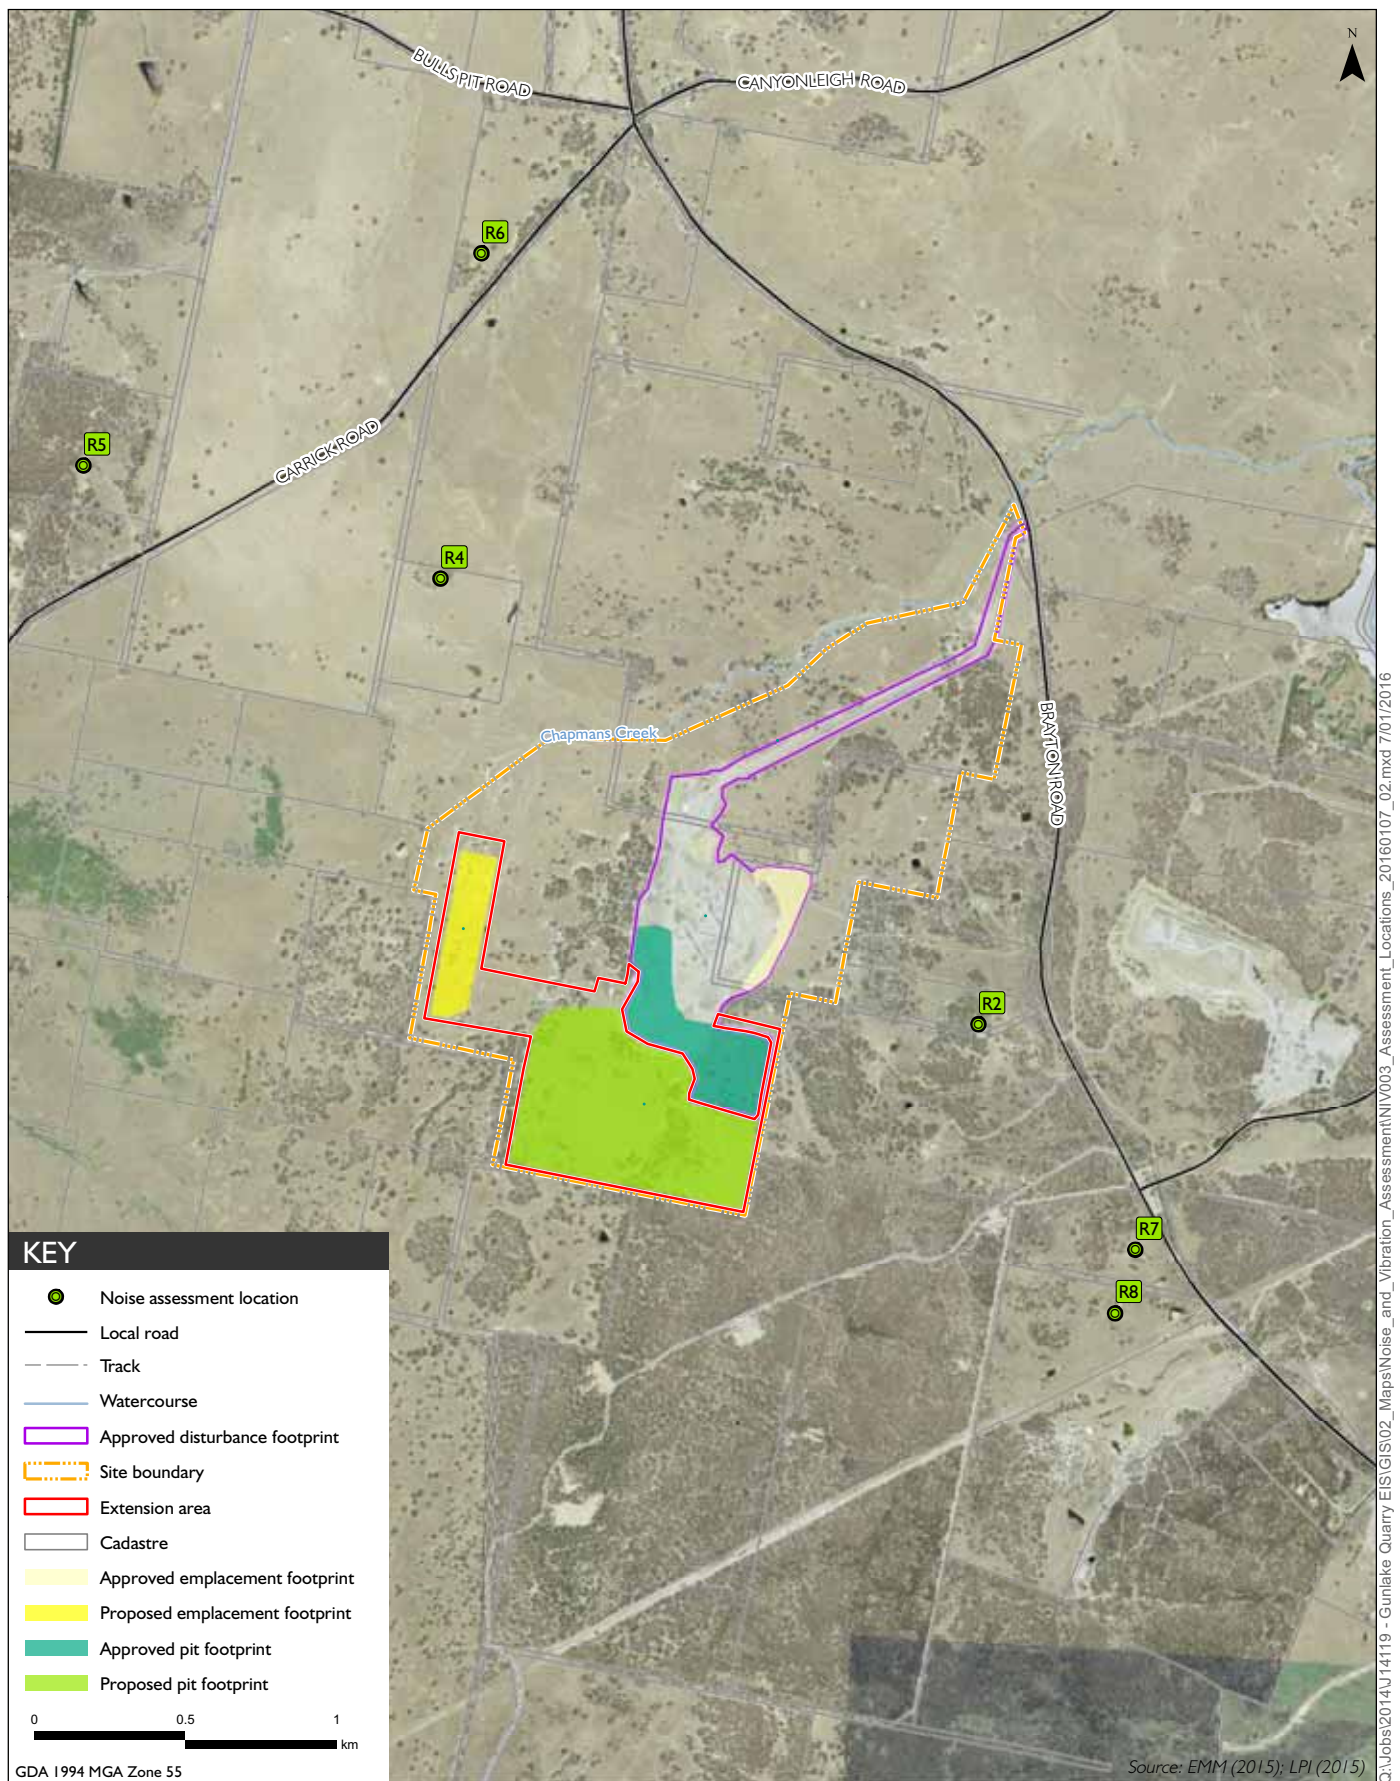 N
BULLS PIT ROAD
CANYONLEIGH ROAD
R6
CARRICK ROAD
R5
R4
Chapmans Creek
BRAYTON ROAD
R2
R7
R8
KEY
Noise assessment location
Local road
Track
Watercourse
Approved disturbance footprint
Site boundary
Extension area
Cadastre
Approved emplacement footprint
Proposed emplacement footprint
Approved pit footprint
Proposed pit footprint
0 0.5 1
km
GDA 1994 MGA Zone 55
Source: EMM (2015); LPI (2015)
Q:\Jobs\2014\J14119 - Gunlake Quarry EIS\GIS\02_Maps\Noise_and_Vibration_Assessment\NIV003_Assessment_Locations_20160107_02.mxd 7/01/2016